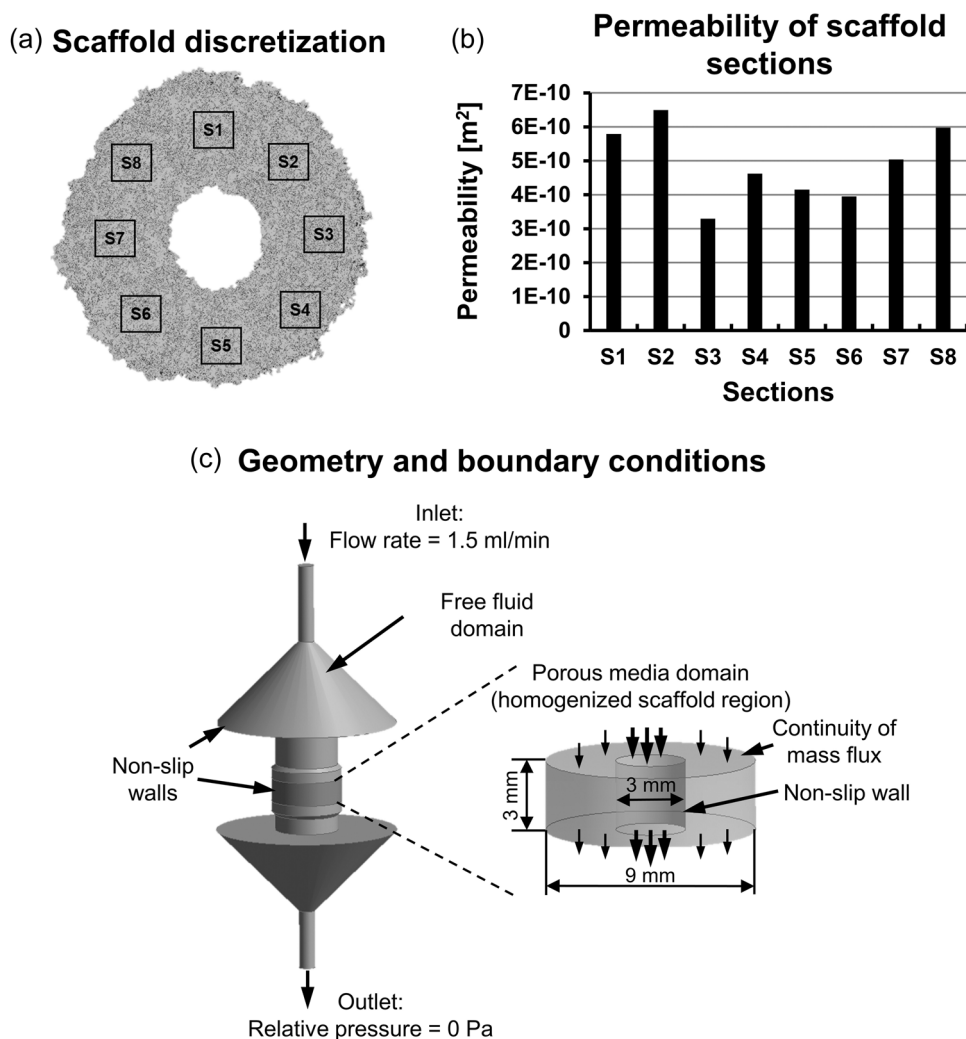 (a) Scaffold discretization
S1
S2
S3
S4
S5
S6
S7
S8
(b) Permeability of scaffold
sections
Permeability [m²]
7E-10
6E-10
5E-10
4E-10
3E-10
2E-10
1E-10
0
S1 S2 S3 S4 S5 S6 S7 S8
Sections
(c) Geometry and boundary conditions
Inlet:
Flow rate = 1.5 ml/min
Free fluid
domain
Non-slip
walls
Porous media domain
(homogenized scaffold region)
Continuity of
mass flux
3 mm
3 mm
Non-slip wall
9 mm
Outlet:
Relative pressure = 0 Pa